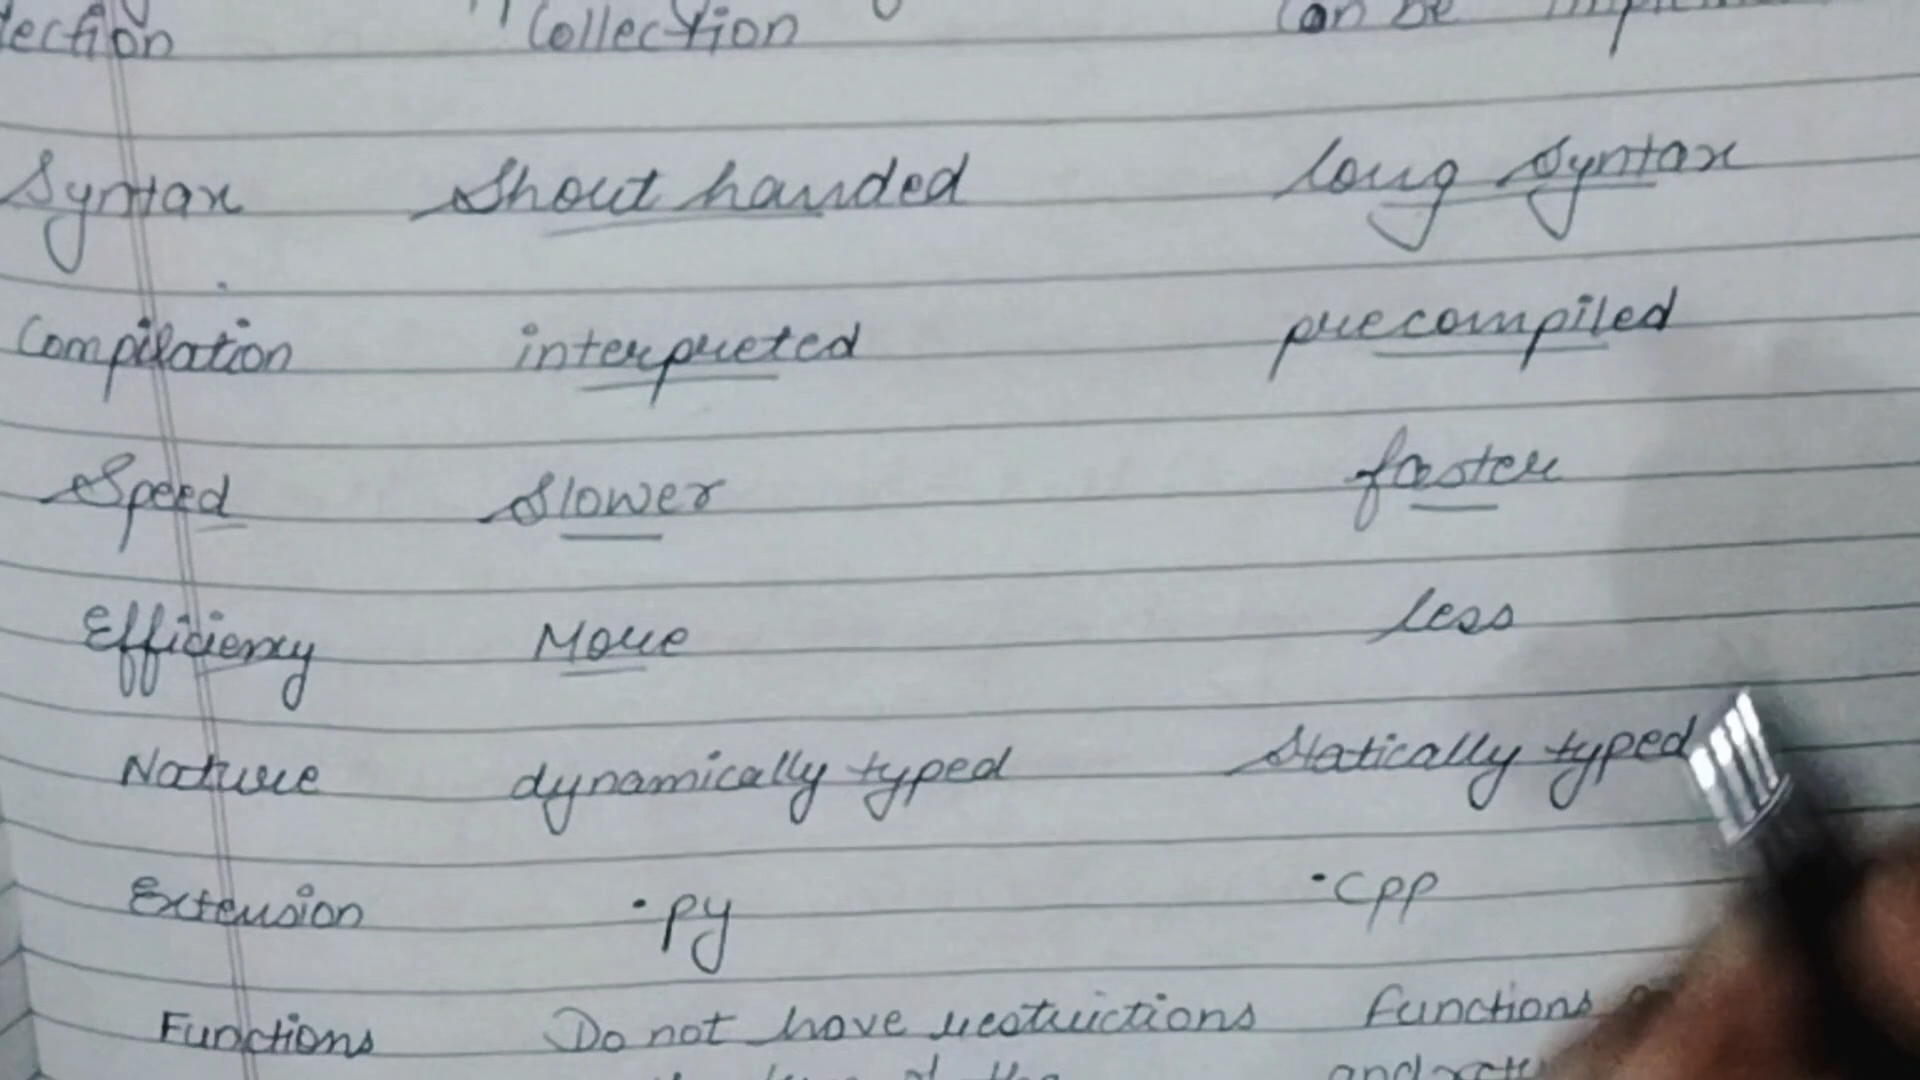 Collection Can be
Syntax Short handed long syntax
Compilation interpreted precompiled
Speed Slower faster
Efficiency More less
Nature dynamically typed Statically typed
Extension .py .cpp
Functions Do not have restrictions Functions